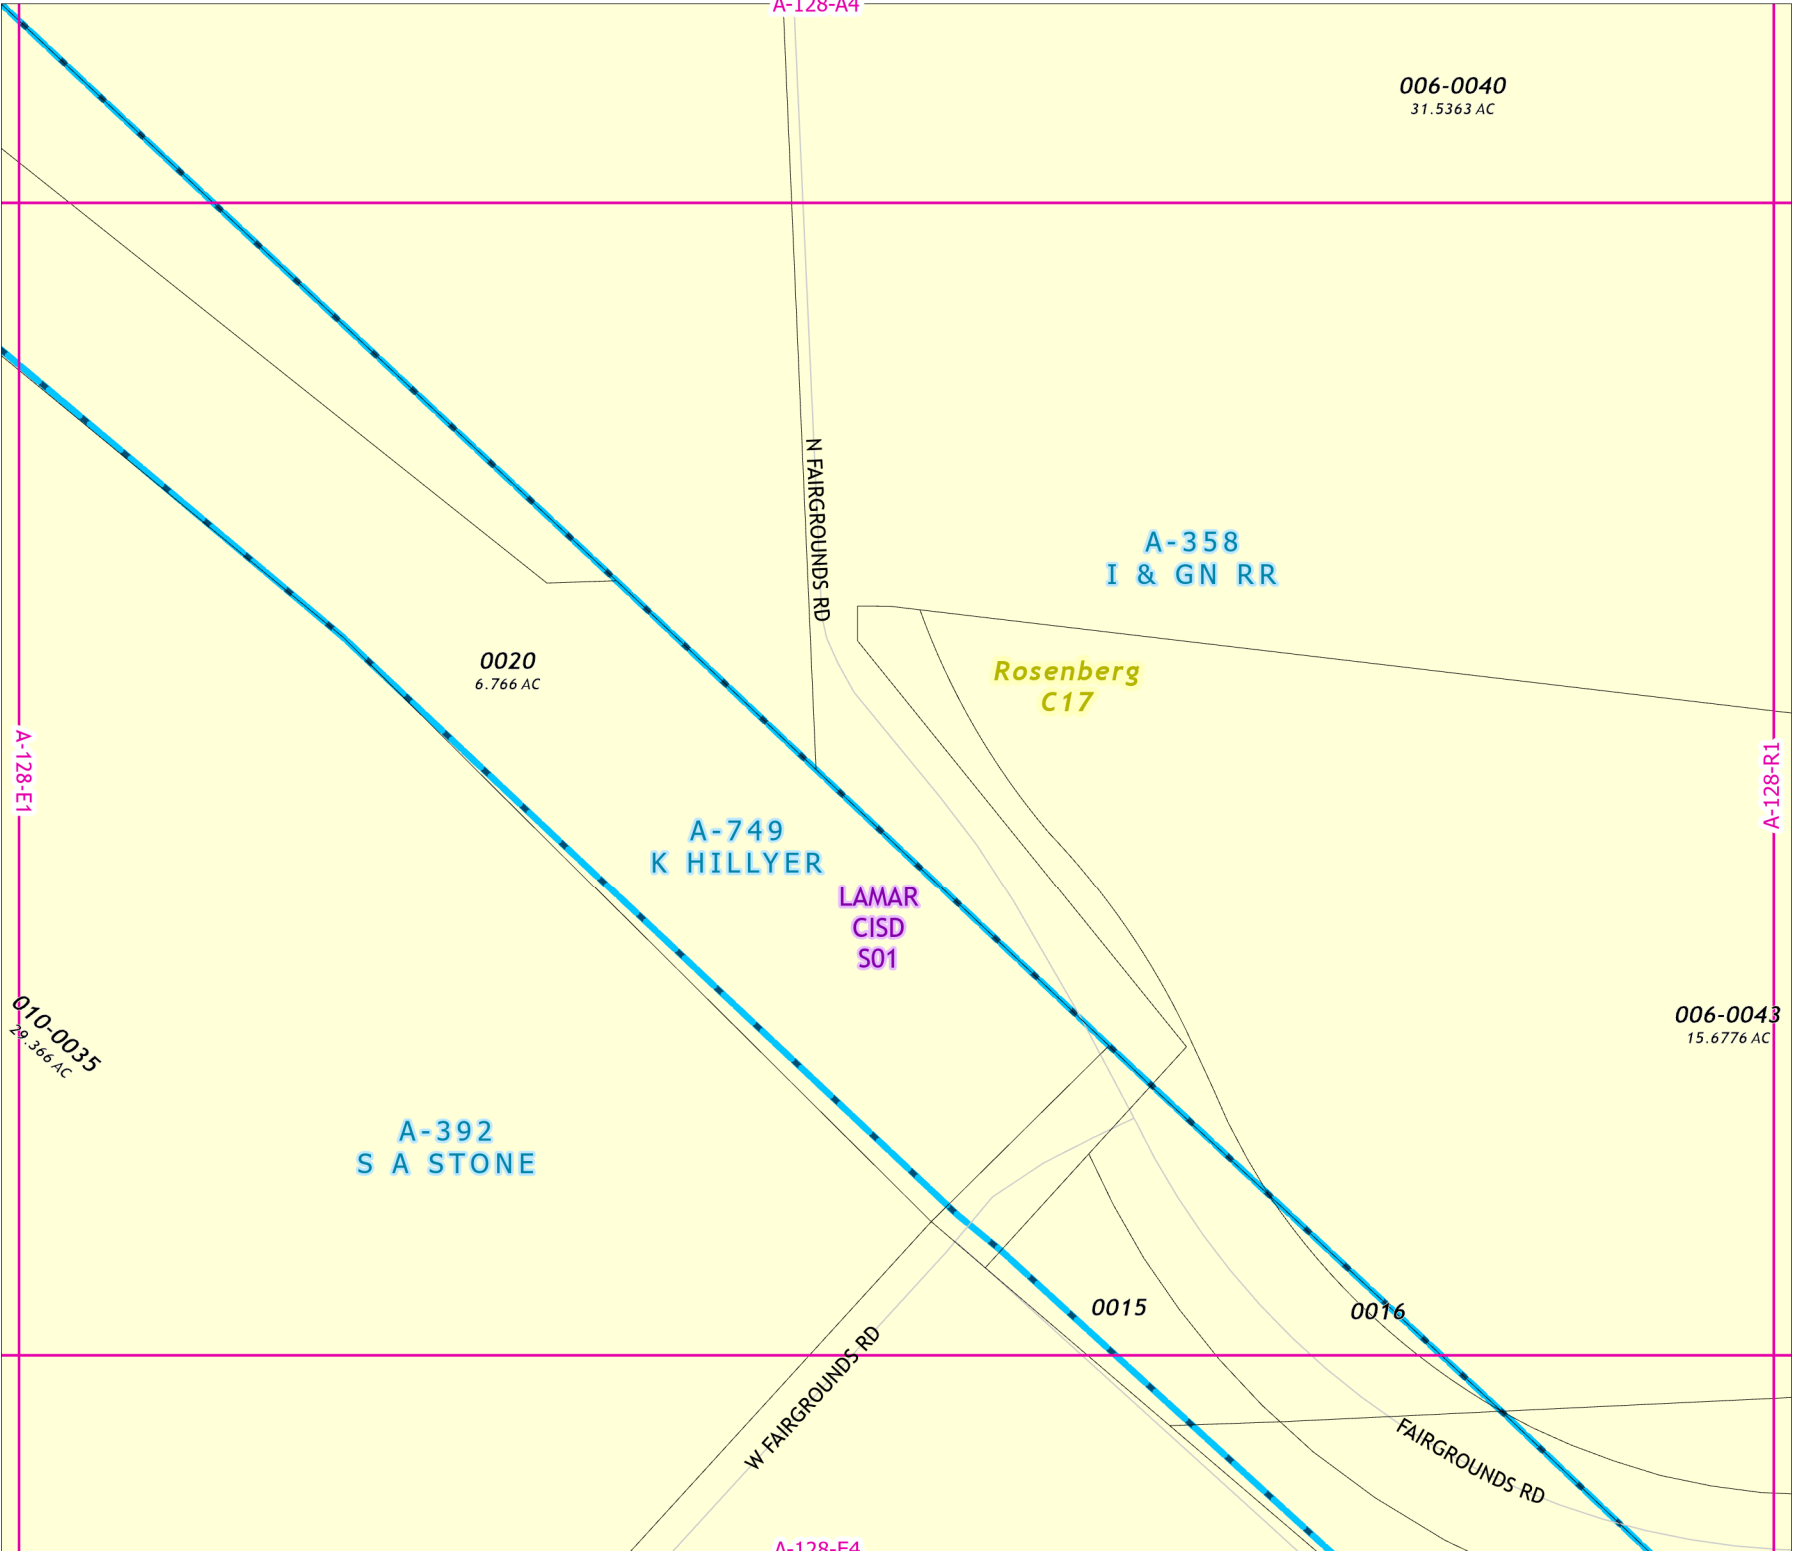 A-128-A4
006-0040
31.5363 AC
N FAIRGROUNDS RD
A-358
I & GN RR
Rosenberg
C17
0020
6.766 AC
A-128-E1
A-128-R1
A-749
K HILLYER
LAMAR
CISD
S01
010-0035
29.366 AC
006-0043
15.6776 AC
A-392
S A STONE
0015
0016
W FAIRGROUNDS RD
FAIRGROUNDS RD